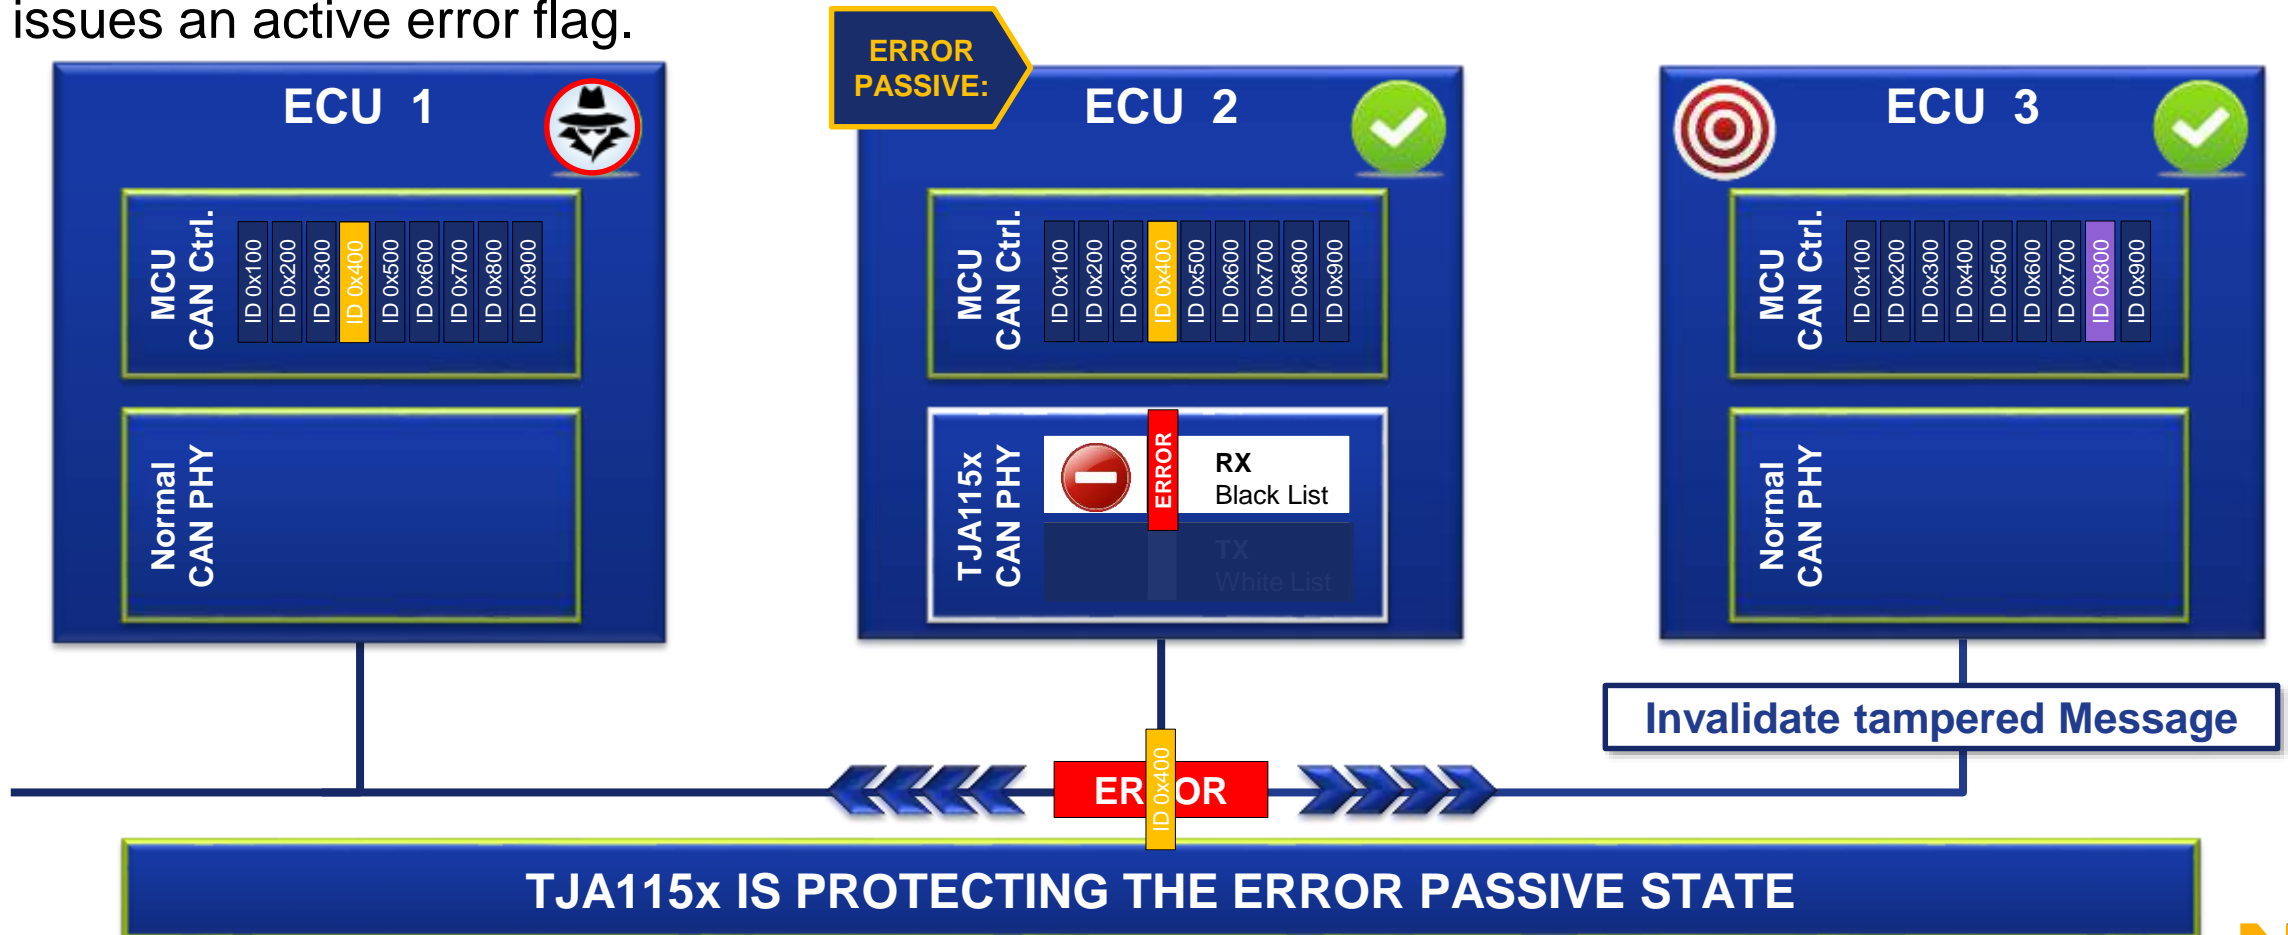 issues an active error flag.
ERROR
PASSIVE:
ECU 1
MCU
CAN Ctrl.
ID 0x100
ID 0x200
ID 0x300
ID 0x400
ID 0x500
ID 0x600
ID 0x700
ID 0x800
ID 0x900
Normal
CAN PHY
ECU 2
MCU
CAN Ctrl.
ID 0x100
ID 0x200
ID 0x300
ID 0x400
ID 0x500
ID 0x600
ID 0x700
ID 0x800
ID 0x900
TJA115x
CAN PHY
ERROR
RX
Black List
TX
White List
ECU 3
MCU
CAN Ctrl.
ID 0x100
ID 0x200
ID 0x300
ID 0x400
ID 0x500
ID 0x600
ID 0x700
ID 0x800
ID 0x900
Normal
CAN PHY
Invalidate tampered Message
ER OR
ID 0x400
TJA115x IS PROTECTING THE ERROR PASSIVE STATE